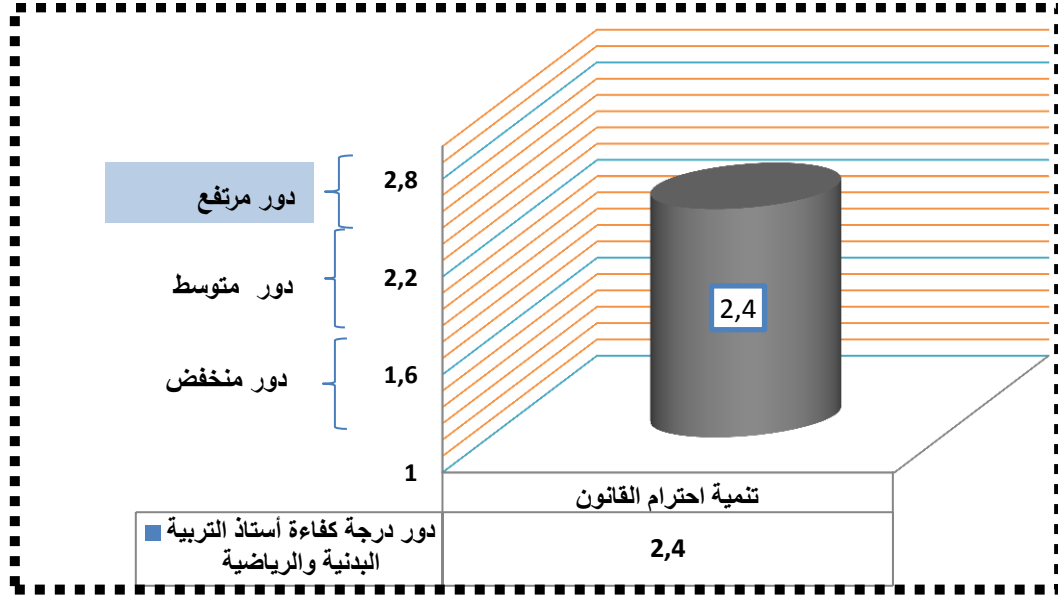 دور مرتفع
دور متوسط
دور منخفض
2,8
2,2
1,6
1
2,4
تنمية احترام القانون
دور درجة كفاءة أستاذ التربية
البدنية والرياضية
2,4